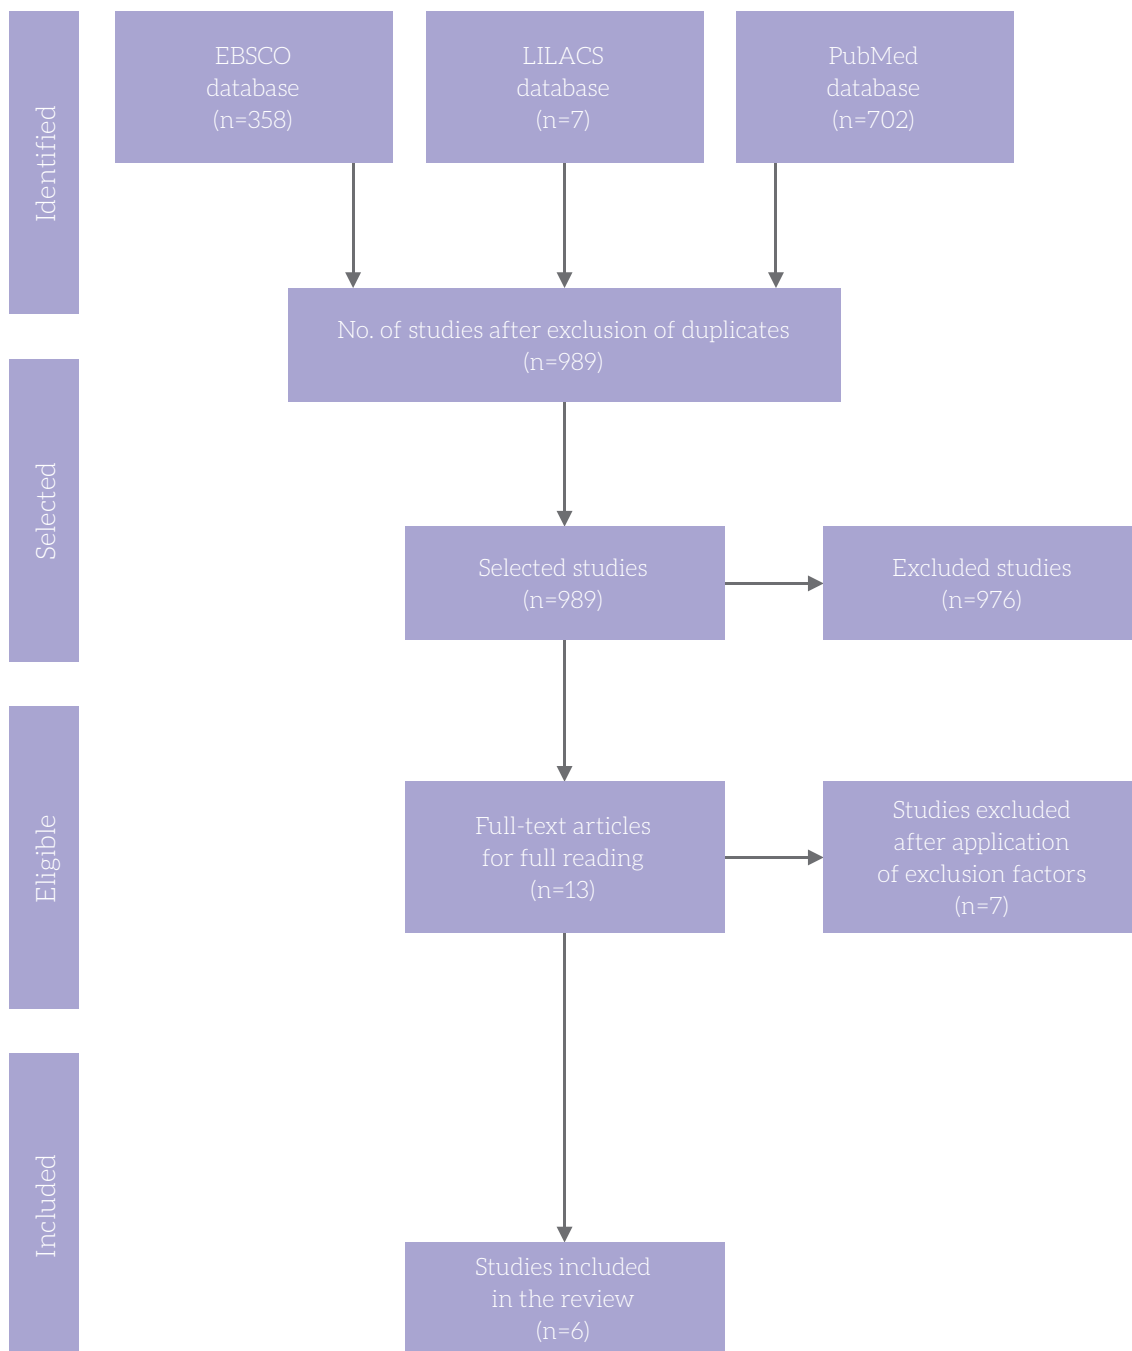 Identified
EBSCO
database
(n=358)
LILACS
database
(n=7)
PubMed
database
(n=702)
No. of studies after exclusion of duplicates
(n=989)
Selected
Selected studies
(n=989)
Excluded studies
(n=976)
Eligible
Full-text articles
for full reading
(n=13)
Studies excluded
after application
of exclusion factors
(n=7)
Included
Studies included
in the review
(n=6)